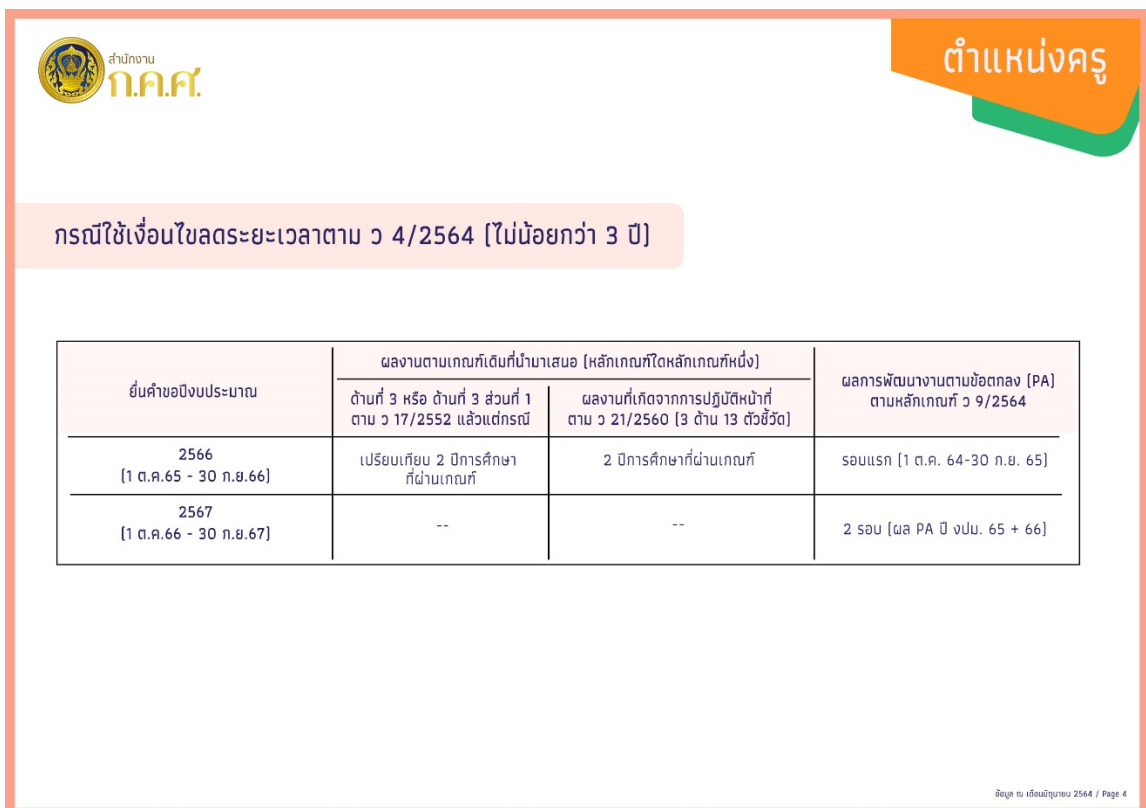 สำนักงาน
ก.ค.ศ.
ตำแหน่งครู
กรณีใช้เงื่อนไขลดระยะเวลาตาม ว 4/2564 (ไม่น้อยกว่า 3 ปี)
ยื่นคำขอปีงบประมาณ
ผลงานตามเกณฑ์เดิมที่นำมาเสนอ (หลักเกณฑ์ใดหลักเกณฑ์หนึ่ง)
ด้านที่ 3 หรือ ด้านที่ 3 ส่วนที่ 1
ตาม ว 17/2552 แล้วแต่กรณี
ผลงานที่เกิดจากการปฏิบัติหน้าที่
ตาม ว 21/2560 (3 ด้าน 13 ตัวชี้วัด)
ผลการพัฒนางานตามข้อตกลง (PA)
ตามหลักเกณฑ์ ว 9/2564
2566
(1 ต.ค.65 - 30 ก.ย.66)
เปรียบเทียบ 2 ปีการศึกษา
ที่ผ่านเกณฑ์
2 ปีการศึกษาที่ผ่านเกณฑ์
รอบแรก (1 ต.ค. 64-30 ก.ย. 65)
2567
(1 ต.ค.66 - 30 ก.ย.67)
--
--
2 รอบ (ผล PA ปี งปม. 65 + 66)
ข้อมูล ณ เดือนมิถุนายน 2564 / Page 4